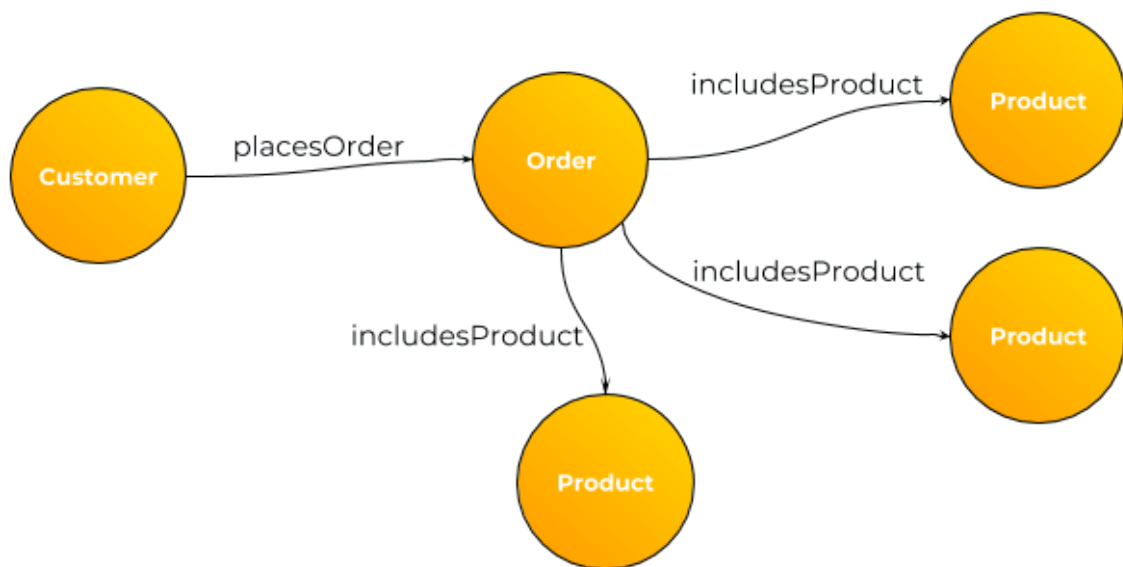 includesProduct
Product
placesOrder
Order
Customer
includesProduct
includesProduct
Product
Product